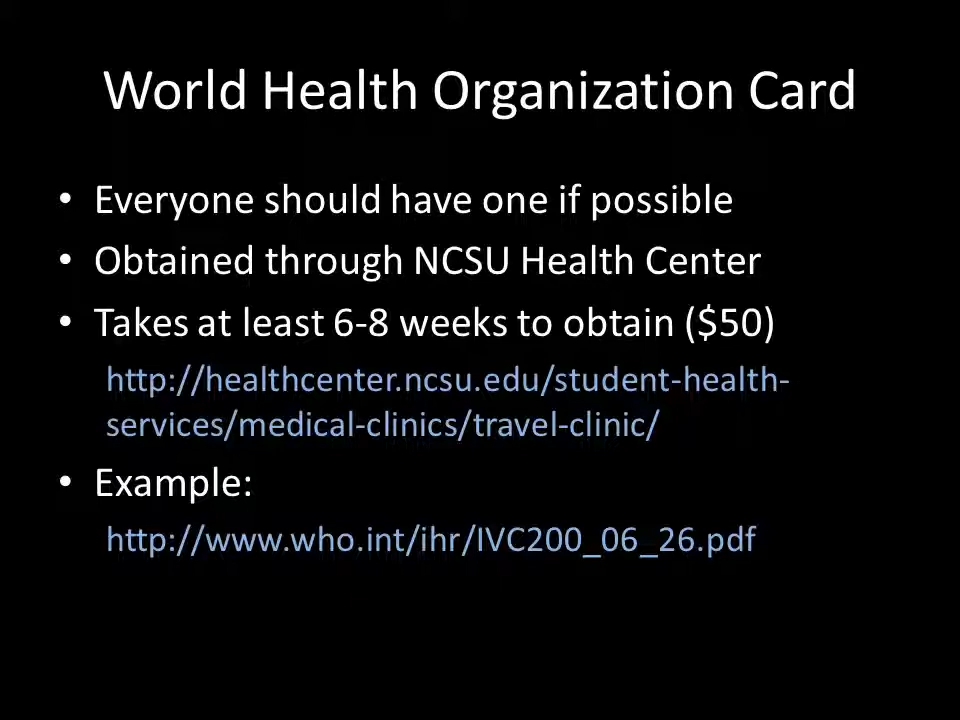 World Health Organization Card
• Everyone should have one if possible
• Obtained through NCSU Health Center
• Takes at least 6-8 weeks to obtain ($50)
http://healthcenter.ncsu.edu/student-health-
services/medical-clinics/travel-clinic/
• Example:
http://www.who.int/ihr/IVC200_06_26.pdf